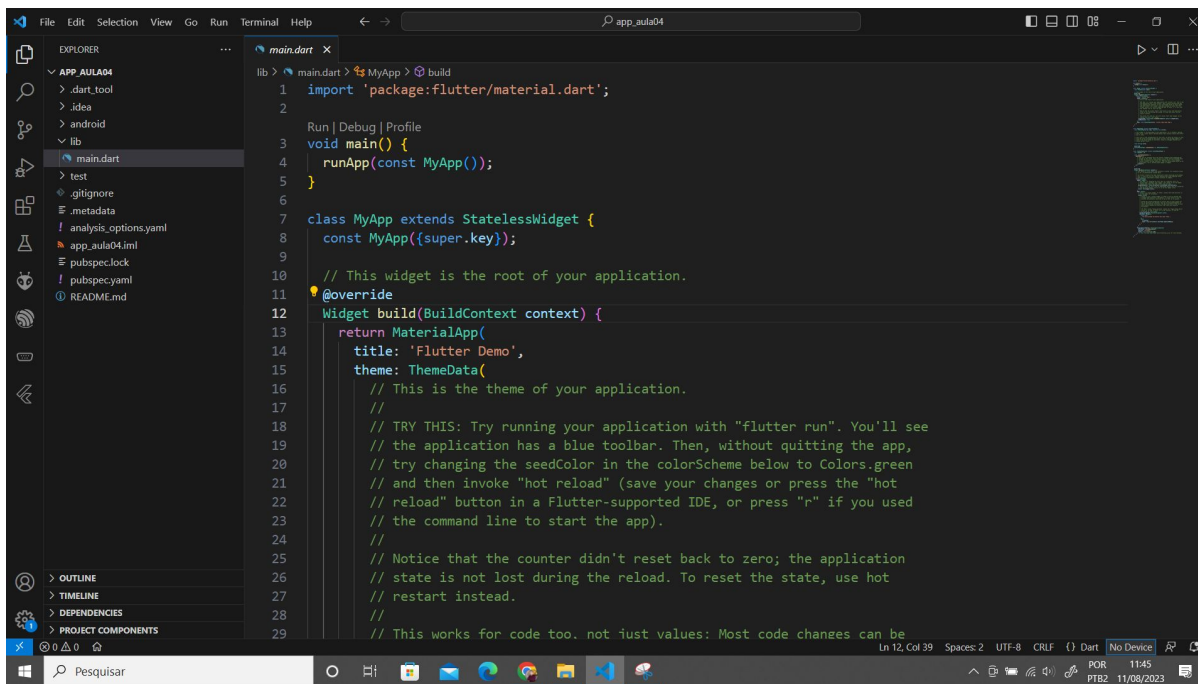 File Edit Selection View Go Run Terminal Help
app_aula04
EXPLORER
APP_AULA04
.dart_tool
.idea
android
lib
main.dart
test
.gitignore
.metadata
analysis_options.yaml
app_aula04.iml
pubspec.lock
pubspec.yaml
README.md
OUTLINE
TIMELINE
DEPENDENCIES
PROJECT COMPONENTS
main.dart
lib > main.dart > MyApp > build
1 import 'package:flutter/material.dart';
2
Run | Debug | Profile
3 void main() {
4 runApp(const MyApp());
5 }
6
7 class MyApp extends StatelessWidget {
8 const MyApp({super.key});
9
10 // This widget is the root of your application.
11 @override
12 Widget build(BuildContext context) {
13 return MaterialApp(
14 title: 'Flutter Demo',
15 theme: ThemeData(
16 // This is the theme of your application.
17 //
18 // TRY THIS: Try running your application with "flutter run". You'll see
19 // the application has a blue toolbar. Then, without quitting the app,
20 // try changing the seedColor in the colorScheme below to Colors.green
21 // and then invoke "hot reload" (save your changes or press the "hot
22 // reload" button in a Flutter-supported IDE, or press "r" if you used
23 // the command line to start the app).
24 //
25 // Notice that the counter didn't reset back to zero; the application
26 // state is not lost during the reload. To reset the state, use hot
27 // restart instead.
28 //
29 // This works for code too, not just values: Most code changes can be
1
0 0
Ln 12, Col 39 Spaces: 2 UTF-8 CRLF {} Dart No Device
Pesquisar
POR
PTB2
11:45
11/08/2023